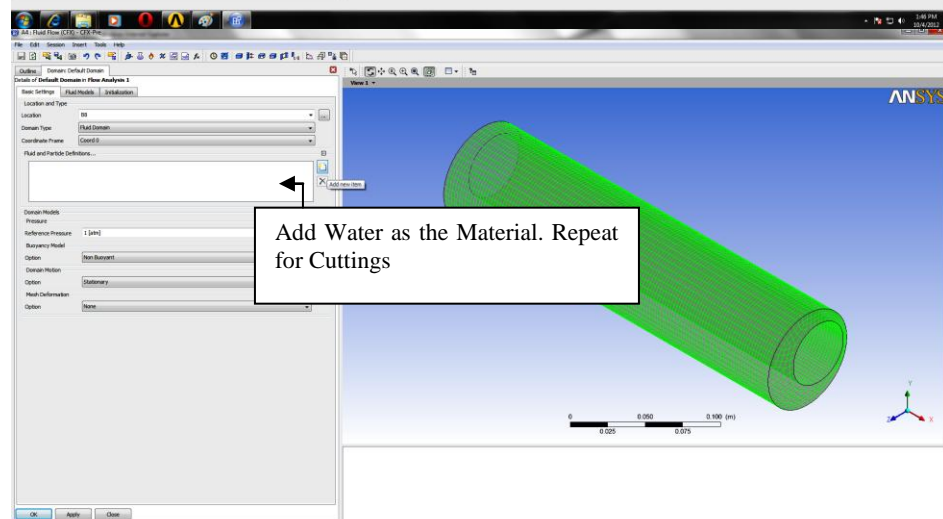 1:46 PM
10/4/2012
A4 : Fluid Flow (CFX) - CFX-Pre
File Edit Session Insert Tools Help
Outline Domain: Default Domain
Details of Default Domain in Flow Analysis 1
Basic Settings Fluid Models Initialization
Location and Type
Location B8
Domain Type Fluid Domain
Coordinate Frame Coord 0
Fluid and Particle Definitions...
Add new item
Domain Models
Pressure
Reference Pressure 1 [atm]
Buoyancy Model
Option Non Buoyant
Domain Motion
Option Stationary
Mesh Deformation
Option None
OK Apply Close
View 1
ANSYS
Add Water as the Material. Repeat
for Cuttings
0 0.050 0.100 (m)
0.025 0.075
Y
Z X